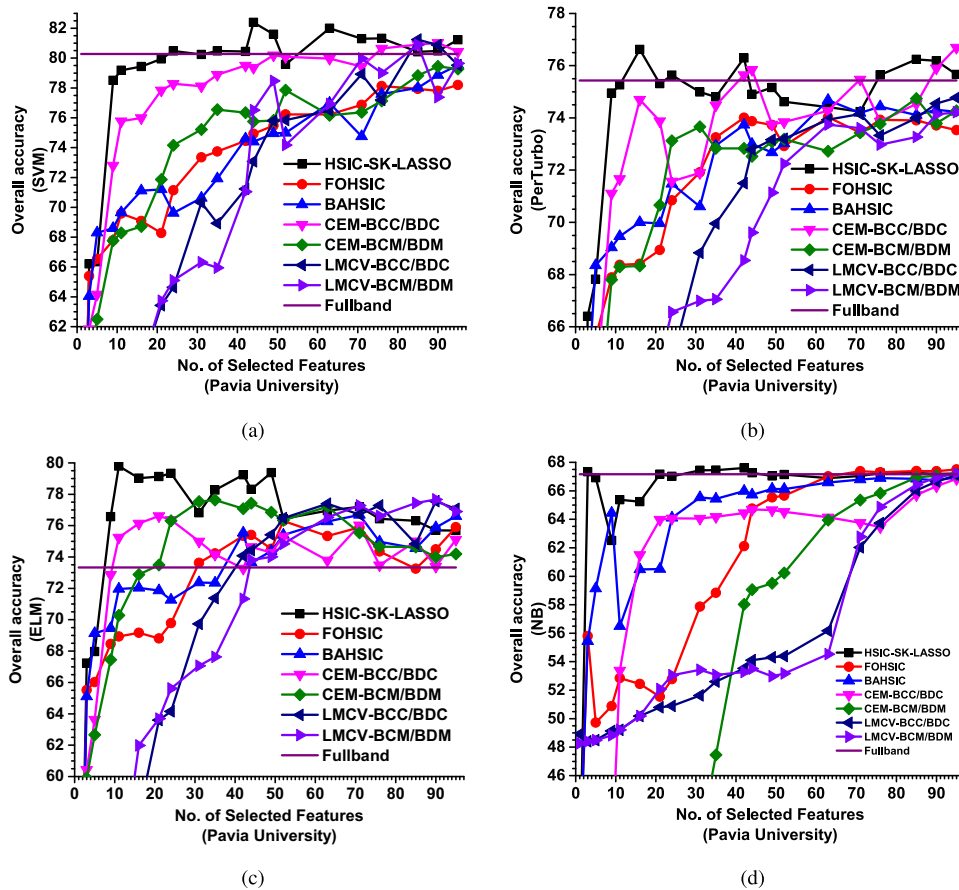 84
82
80
78
76
74
72
70
68
66
64
62
Overall accuracy
(SVM)
HSIC-SK-LASSO
FOHSIC
BAHSIC
CEM-BCC/BDC
CEM-BCM/BDM
LMCV-BCC/BDC
LMCV-BCM/BDM
Fullband
0 10 20 30 40 50 60 70 80 90
No. of Selected Features
(Pavia University)
(a)
78
76
74
72
70
68
66
Overall accuracy
(PerTurbo)
HSIC-SK-LASSO
FOHSIC
BAHSIC
CEM-BCC/BDC
CEM-BCM/BDM
LMCV-BCC/BDC
LMCV-BCM/BDM
Fullband
0 10 20 30 40 50 60 70 80 90
No. of Selected Features
(Pavia University)
(b)
80
78
76
74
72
70
68
66
64
62
60
Overall accuracy
(ELM)
HSIC-SK-LASSO
FOHSIC
BAHSIC
CEM-BCC/BDC
CEM-BCM/BDM
LMCV-BCC/BDC
LMCV-BCM/BDM
Fullband
0 10 20 30 40 50 60 70 80 90
No. of Selected Features
(Pavia University)
(c)
68
66
64
62
60
58
56
54
52
50
48
46
Overall accuracy
(NB)
HSIC-SK-LASSO
FOHSIC
BAHSIC
CEM-BCC/BDC
CEM-BCM/BDM
LMCV-BCC/BDC
LMCV-BCM/BDM
Fullband
0 10 20 30 40 50 60 70 80 90
No. of Selected Features
(Pavia University)
(d)